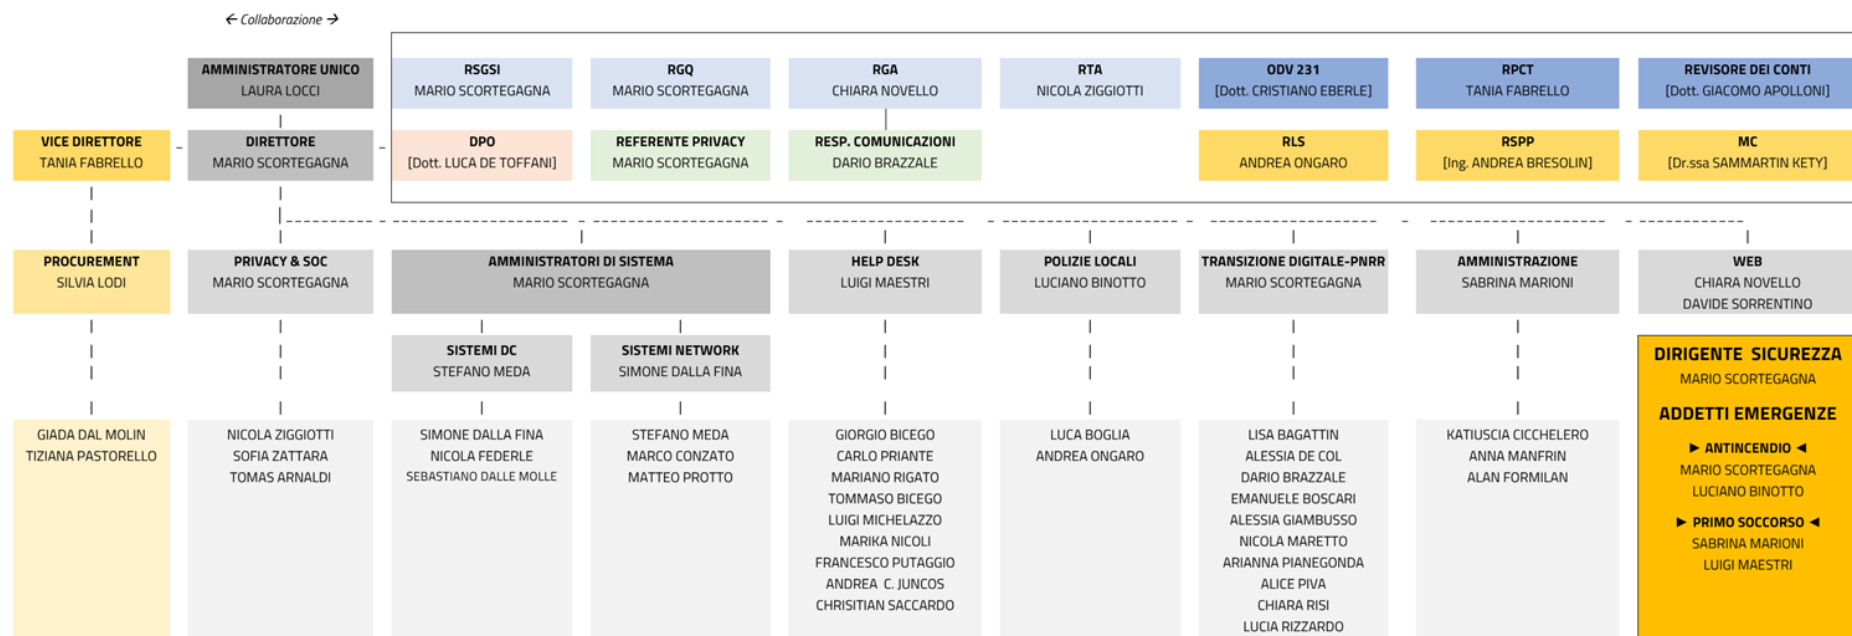 ← Collaborazione →
AMMINISTRATORE UNICO
LAURA LOCCI
RSGSI
MARIO SCORTEGAGNA
RGQ
MARIO SCORTEGAGNA
RGA
CHIARA NOVELLO
RTA
NICOLA ZIGGIOTTI
ODV 231
[Dott. CRISTIANO EBERLE]
RPCT
TANIA FABRELLO
REVISORE DEI CONTI
[Dott. GIACOMO APOLLONI]
VICE DIRETTORE
TANIA FABRELLO
DIRETTORE
MARIO SCORTEGAGNA
DPO
[Dott. LUCA DE TOFFANI]
REFERENTE PRIVACY
MARIO SCORTEGAGNA
RESP. COMUNICAZIONI
DARIO BRAZZALE
RLS
ANDREA ONGARO
RSPP
[Ing. ANDREA BRESOLIN]
MC
[Dr.ssa SAMMARTIN KETY]
PROCUREMENT
SILVIA LODI
PRIVACY & SOC
MARIO SCORTEGAGNA
AMMINISTRATORI DI SISTEMA
MARIO SCORTEGAGNA
HELP DESK
LUIGI MAESTRI
POLIZIE LOCALI
LUCIANO BINOTTO
TRANSIZIONE DIGITALE-PNRR
MARIO SCORTEGAGNA
AMMINISTRAZIONE
SABRINA MARIONI
WEB
CHIARA NOVELLO
DAVIDE SORRENTINO
SISTEMI DC
STEFANO MEDA
SISTEMI NETWORK
SIMONE DALLA FINA
GIADA DAL MOLIN
TIZIANA PASTORELLO
NICOLA ZIGGIOTTI
SOFIA ZATTARA
TOMAS ARNALDI
SIMONE DALLA FINA
NICOLA FEDERLE
SEBASTIANO DALLE MOLLE
STEFANO MEDA
MARCO CONZATO
MATTEO PROTTO
GIORGIO BICEGO
CARLO PRIANTE
MARIANO RIGATO
TOMMASO BICEGO
LUIGI MICHELAZZO
MARIKA NICOLI
FRANCESCO PUTAGGIO
ANDREA C. JUNCOS
CHRISITIAN SACCARDO
LUCA BOGLIA
ANDREA ONGARO
LISA BAGATTIN
ALESSIA DE COL
DARIO BRAZZALE
EMANUELE BOSCARI
ALESSIA GIAMBUSSO
NICOLA MARETTO
ARIANNA PIANEGONDA
ALICE PIVA
CHIARA RISI
LUCIA RIZZARDO
KATIUSCIA CICCHELERO
ANNA MANFRIN
ALAN FORMILAN
DIRIGENTE SICUREZZA
MARIO SCORTEGAGNA
ADDETTI EMERGENZE
► ANTINCENDIO ◄
MARIO SCORTEGAGNA
LUCIANO BINOTTO
► PRIMO SOCCORSO ◄
SABRINA MARIONI
LUIGI MAESTRI